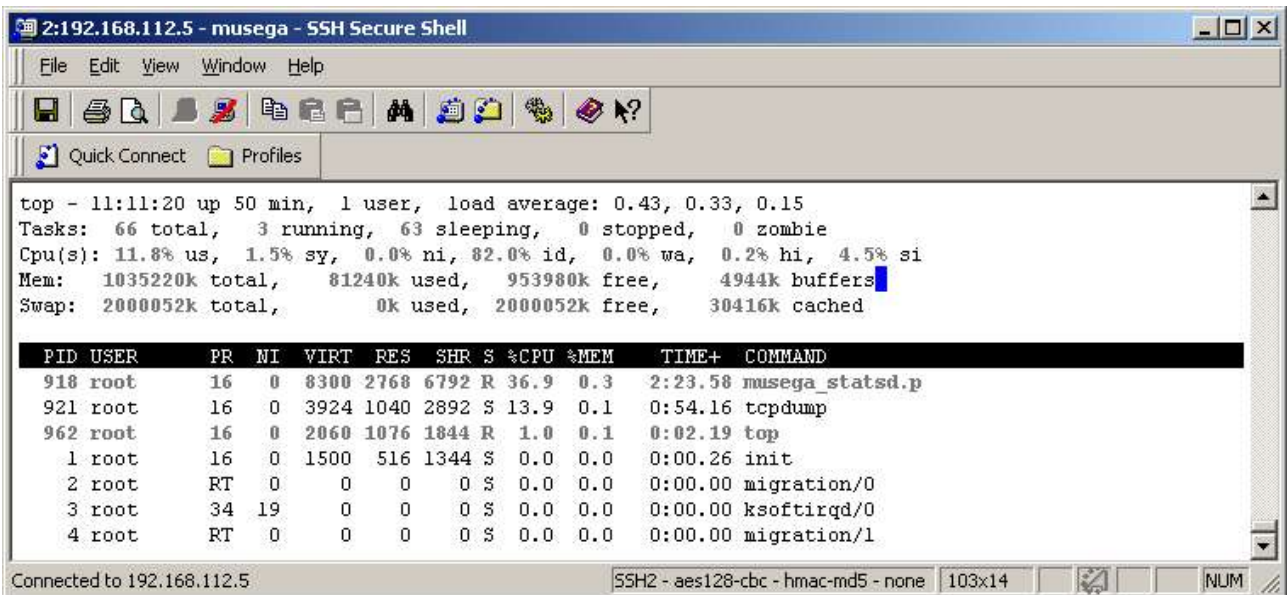 2:192.168.112.5 - musega - SSH Secure Shell
File Edit View Window Help
Quick Connect Profiles
top - 11:11:20 up 50 min, 1 user, load average: 0.43, 0.33, 0.15
Tasks: 66 total, 3 running, 63 sleeping, 0 stopped, 0 zombie
Cpu(s): 11.8% us, 1.5% sy, 0.0% ni, 82.0% id, 0.0% wa, 0.2% hi, 4.5% si
Mem: 1035220k total, 81240k used, 953980k free, 4944k buffers
Swap: 2000052k total, 0k used, 2000052k free, 30416k cached
PID USER PR NI VIRT RES SHR S %CPU %MEM TIME+ COMMAND
918 root 16 0 8300 2768 6792 R 36.9 0.3 2:23.58 musega_statsd.p
921 root 16 0 3924 1040 2892 S 13.9 0.1 0:54.16 tcpdump
962 root 16 0 2060 1076 1844 R 1.0 0.1 0:02.19 top
1 root 16 0 1500 516 1344 S 0.0 0.0 0:00.26 init
2 root RT 0 0 0 0 S 0.0 0.0 0:00.00 migration/0
3 root 34 19 0 0 0 S 0.0 0.0 0:00.00 ksoftirqd/0
4 root RT 0 0 0 0 S 0.0 0.0 0:00.00 migration/1
Connected to 192.168.112.5 SSH2 - aes128-cbc - hmac-md5 - none 103x14 NUM